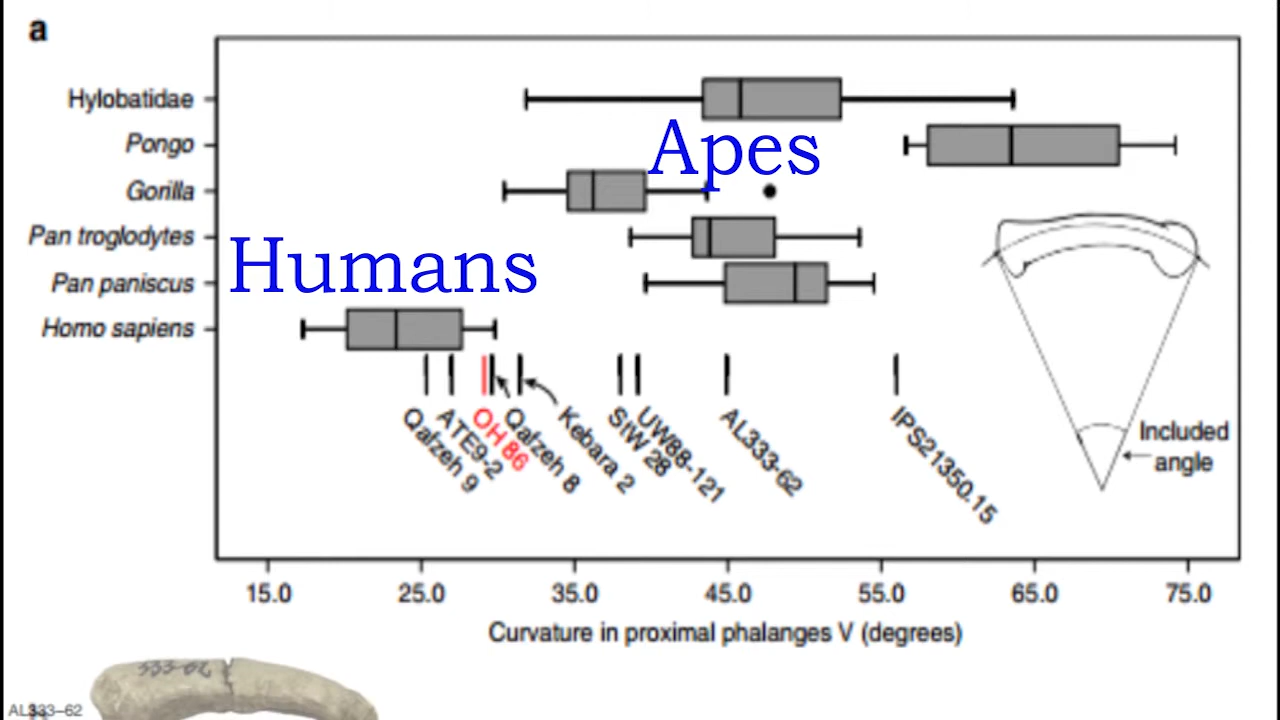 a
Hylobatidae
Pongo
Apes
Gorilla
Pan troglodytes
Humans
Pan paniscus
Homo sapiens
Qafzeh 9
ATE9-2
OH 86
Qafzeh 8
Kebara 2
StW 28
UW88-121
AL333-62
IPS21350.15
Included
angle
15.0 25.0 35.0 45.0 55.0 65.0 75.0
Curvature in proximal phalanges V (degrees)
333-62
AL333–62